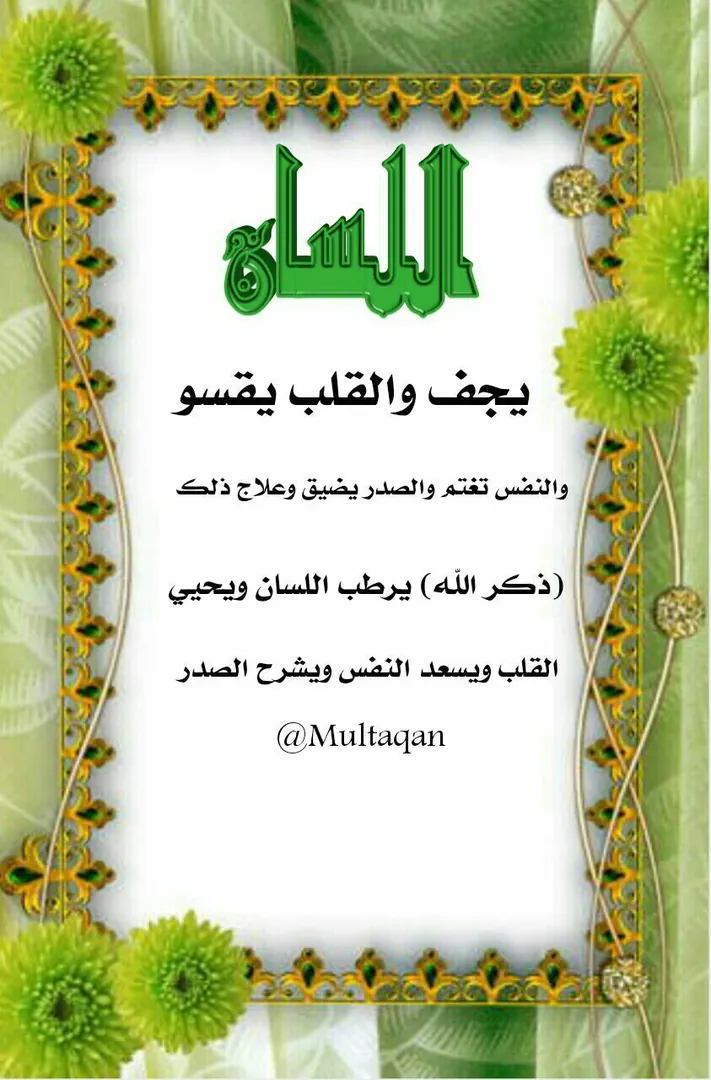 اللسان
يجف والقلب يقسو
والنفس تغتم والصدر يضيق وعلاج ذلك
(ذكر الله) يرطب اللسان ويحيي
القلب ويسعد النفس ويشرح الصدر
@Multaqan